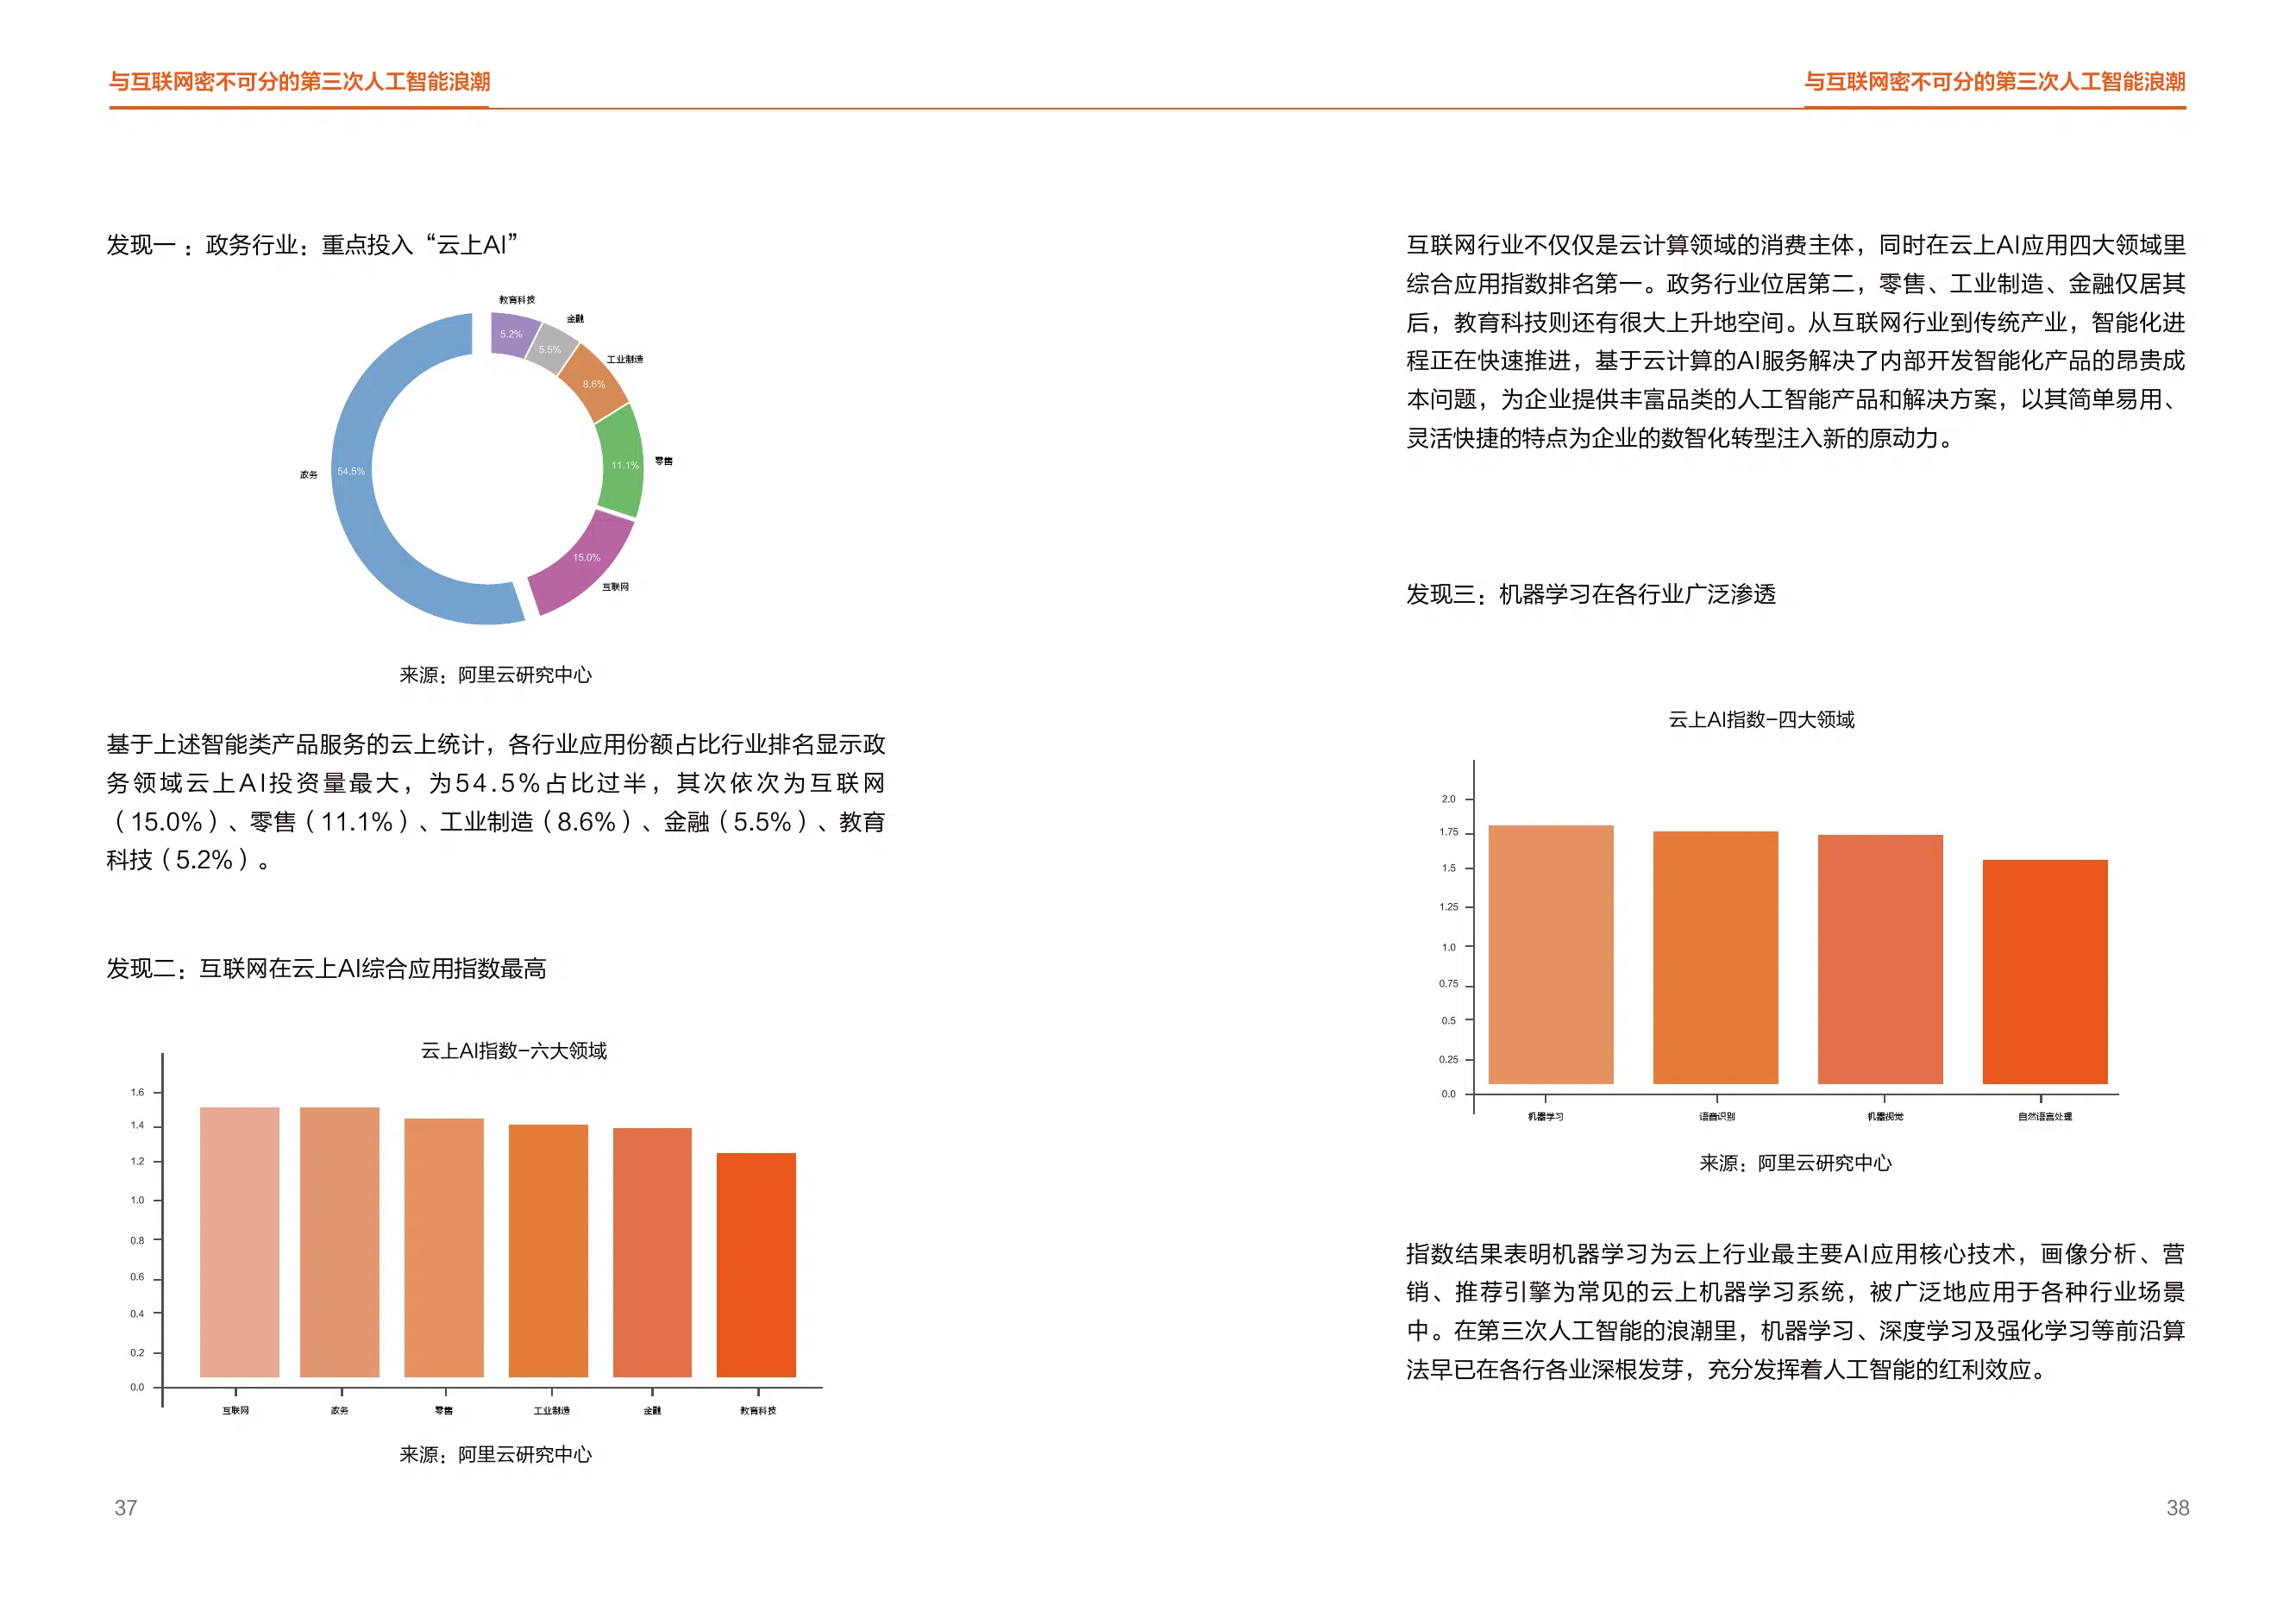 与互联网密不可分的第三次人工智能浪潮
发现一 ：政务行业：重点投入“云上AI”
教育科技
5.2%
金融
5.5%
工业制造
8.6%
零售
11.1%
政务
54.5%
15.0%
互联网
来源：阿里云研究中心
基于上述智能类产品服务的云上统计，各行业应用份额占比行业排名显示政
务领域云上AI投资量最大，为54.5%占比过半，其次依次为互联网
（15.0%）、零售（11.1%）、工业制造（8.6%）、金融（5.5%）、教育
科技（5.2%）。
发现二：互联网在云上AI综合应用指数最高
云上AI指数–六大领域
1.6
1.4
1.2
1.0
0.8
0.6
0.4
0.2
0.0
互联网
政务
零售
工业制造
金融
教育科技
来源：阿里云研究中心
37
与互联网密不可分的第三次人工智能浪潮
互联网行业不仅仅是云计算领域的消费主体，同时在云上AI应用四大领域里
综合应用指数排名第一。政务行业位居第二，零售、工业制造、金融仅居其
后，教育科技则还有很大上升地空间。从互联网行业到传统产业，智能化进
程正在快速推进，基于云计算的AI服务解决了内部开发智能化产品的昂贵成
本问题，为企业提供丰富品类的人工智能产品和解决方案，以其简单易用、
灵活快捷的特点为企业的数智化转型注入新的原动力。
发现三：机器学习在各行业广泛渗透
云上AI指数–四大领域
2.0
1.75
1.5
1.25
1.0
0.75
0.5
0.25
0.0
机器学习
语音识别
机器视觉
自然语言处理
来源：阿里云研究中心
指数结果表明机器学习为云上行业最主要AI应用核心技术，画像分析、营
销、推荐引擎为常见的云上机器学习系统，被广泛地应用于各种行业场景
中。在第三次人工智能的浪潮里，机器学习、深度学习及强化学习等前沿算
法早已在各行各业深根发芽，充分发挥着人工智能的红利效应。
38